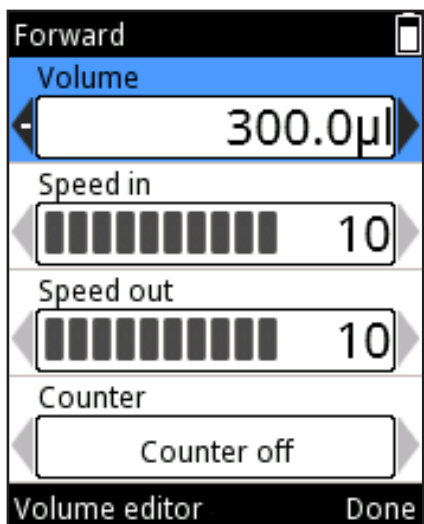 Forward
Volume
- 300.0µl
Speed in
10
Speed out
10
Counter
Counter off
Volume editor Done